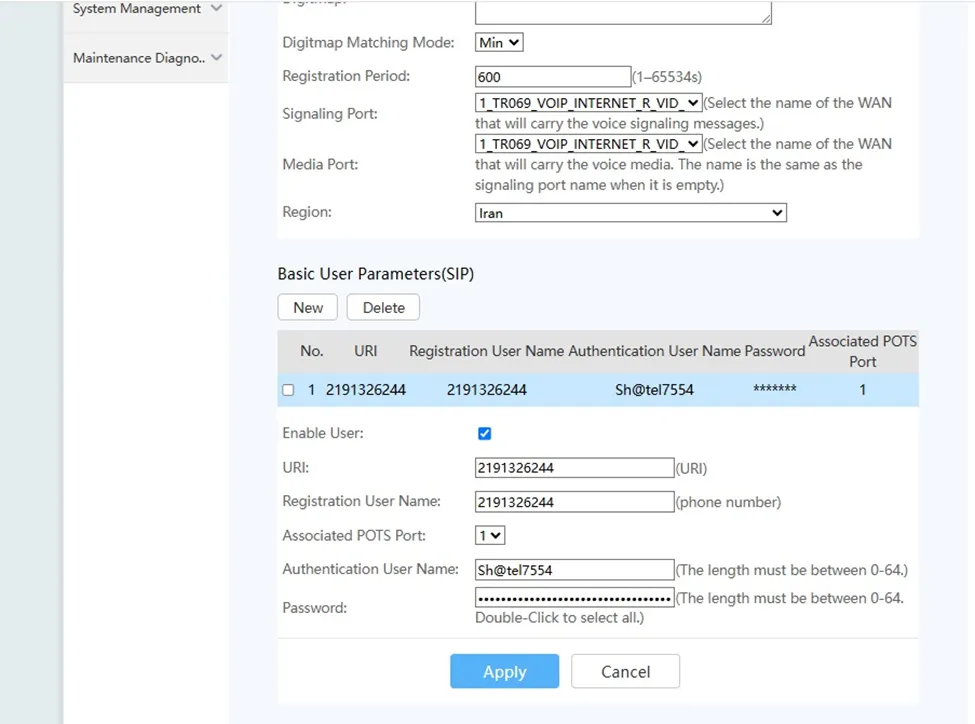 System Management
Maintenance Diagno..
Digitmap:
Digitmap Matching Mode: Min
Registration Period: 600 (1–65534s)
Signaling Port: 1_TR069_VOIP_INTERNET_R_VID_ (Select the name of the WAN
that will carry the voice signaling messages.)
Media Port: 1_TR069_VOIP_INTERNET_R_VID_ (Select the name of the WAN
that will carry the voice media. The name is the same as the
signaling port name when it is empty.)
Region: Iran
Basic User Parameters(SIP)
New Delete
No. URI Registration User Name Authentication User Name Password Associated POTS
Port
1 2191326244 2191326244 Sh@tel7554 ******* 1
Enable User:
URI: 2191326244 (URI)
Registration User Name: 2191326244 (phone number)
Associated POTS Port: 1
Authentication User Name: Sh@tel7554 (The length must be between 0-64.)
Password: (The length must be between 0-64.
Double-Click to select all.)
Apply Cancel